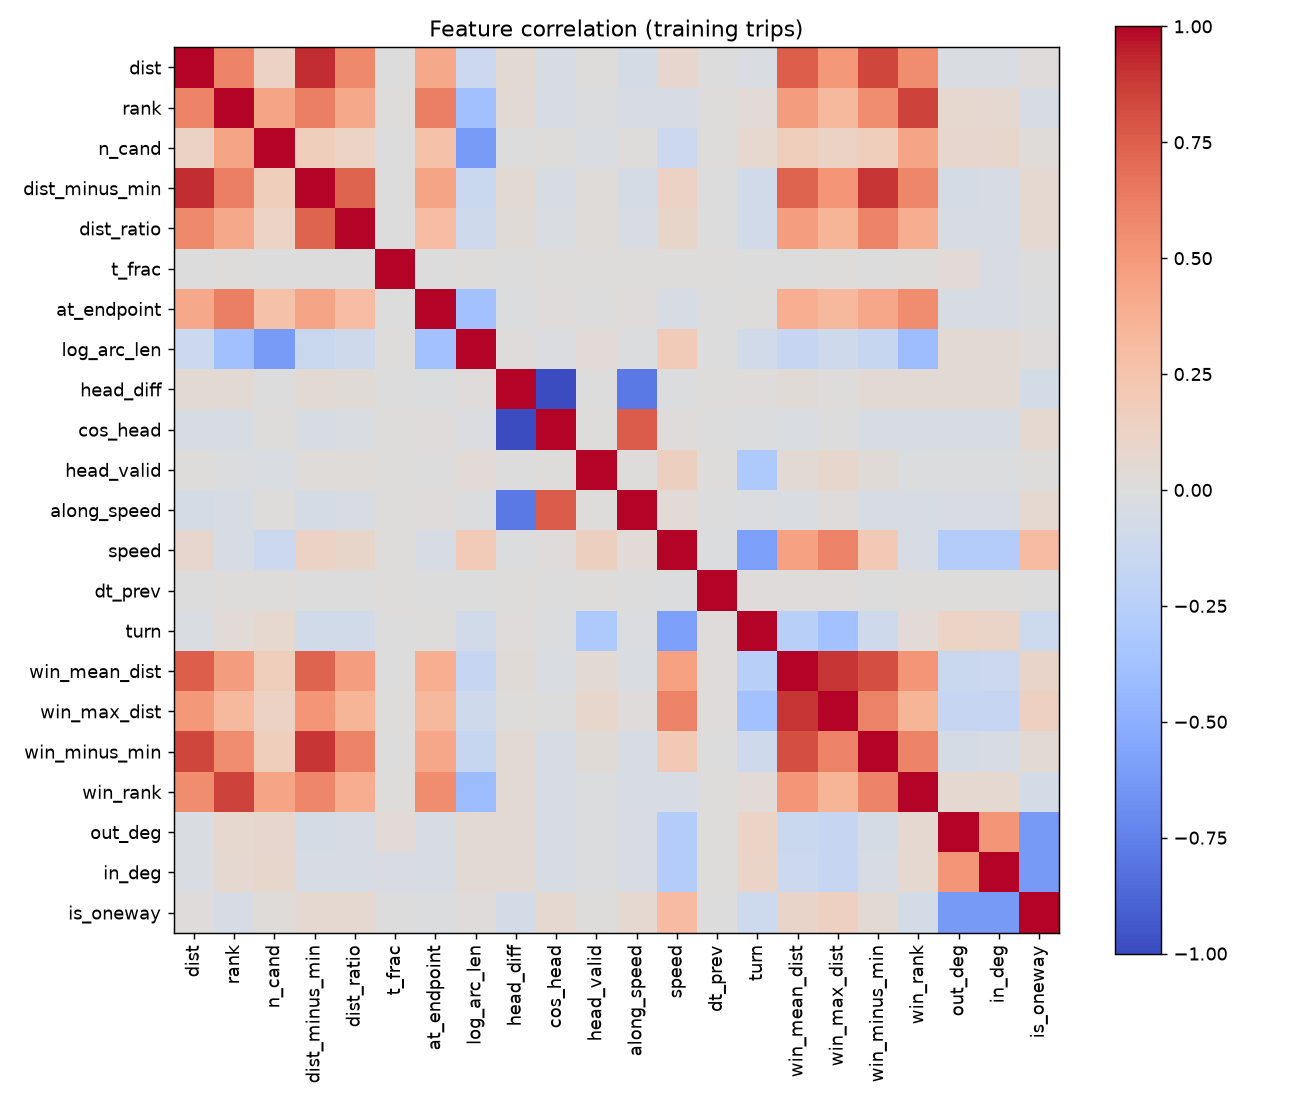 Feature correlation (training trips)
dist
rank
n_cand
dist_minus_min
dist_ratio
t_frac
at_endpoint
log_arc_len
head_diff
cos_head
head_valid
along_speed
speed
dt_prev
turn
win_mean_dist
win_max_dist
win_minus_min
win_rank
out_deg
in_deg
is_oneway
dist
rank
n_cand
dist_minus_min
dist_ratio
t_frac
at_endpoint
log_arc_len
head_diff
cos_head
head_valid
along_speed
speed
dt_prev
turn
win_mean_dist
win_max_dist
win_minus_min
win_rank
out_deg
in_deg
is_oneway
1.00
0.75
0.50
0.25
0.00
−0.25
−0.50
−0.75
−1.00